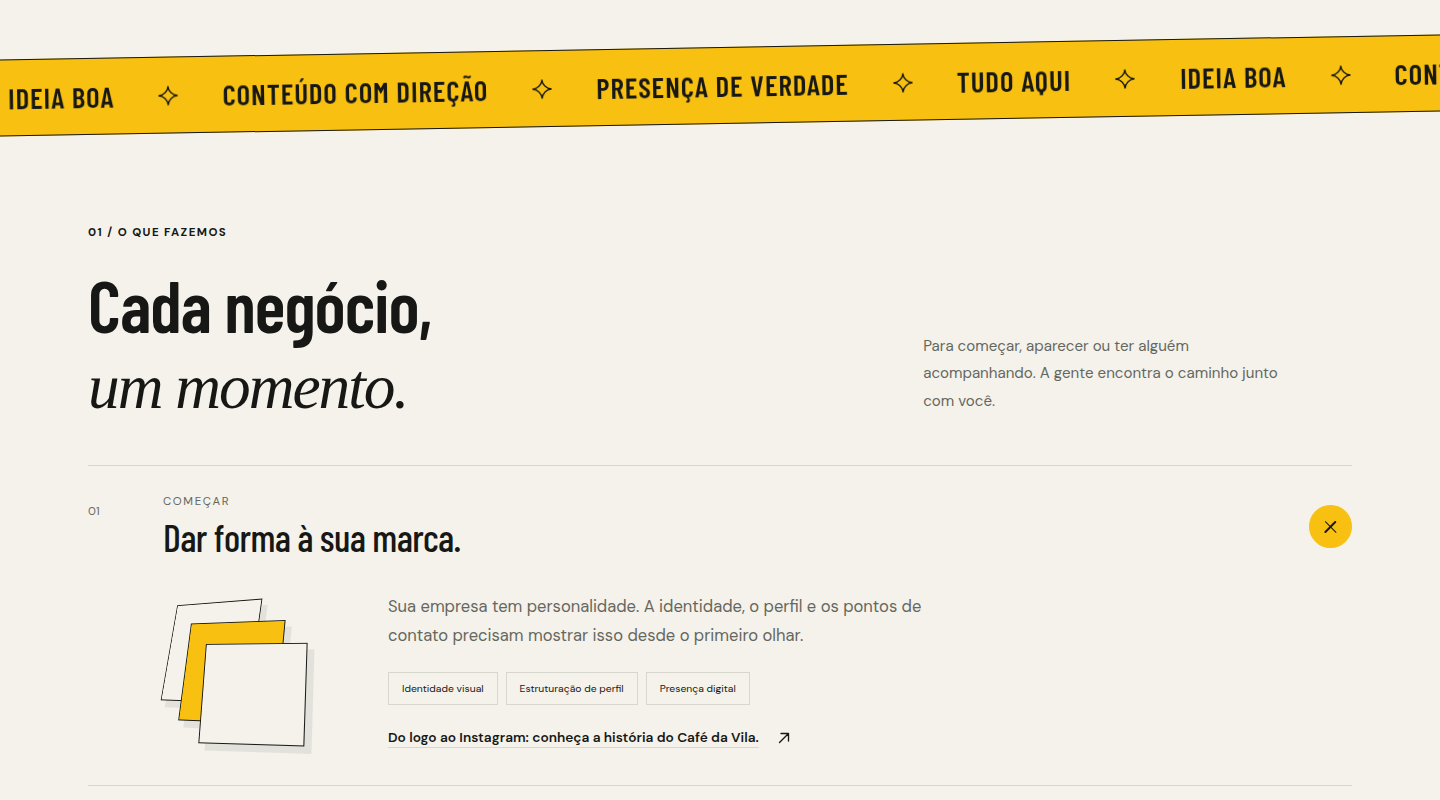 IDEIA BOA ✧ CONTEÚDO COM DIREÇÃO ✧ PRESENÇA DE VERDADE ✧ TUDO AQUI ✧ IDEIA BOA ✧
01 / O QUE FAZEMOS
Cada negócio,
um momento.
Para começar, aparecer ou ter alguém
acompanhando. A gente encontra o caminho junto
com você.
01
COMEÇAR
Dar forma à sua marca.
Sua empresa tem personalidade. A identidade, o perfil e os pontos de
contato precisam mostrar isso desde o primeiro olhar.
Identidade visual
Estruturação de perfil
Presença digital
Do logo ao Instagram: conheça a história do Café da Vila.